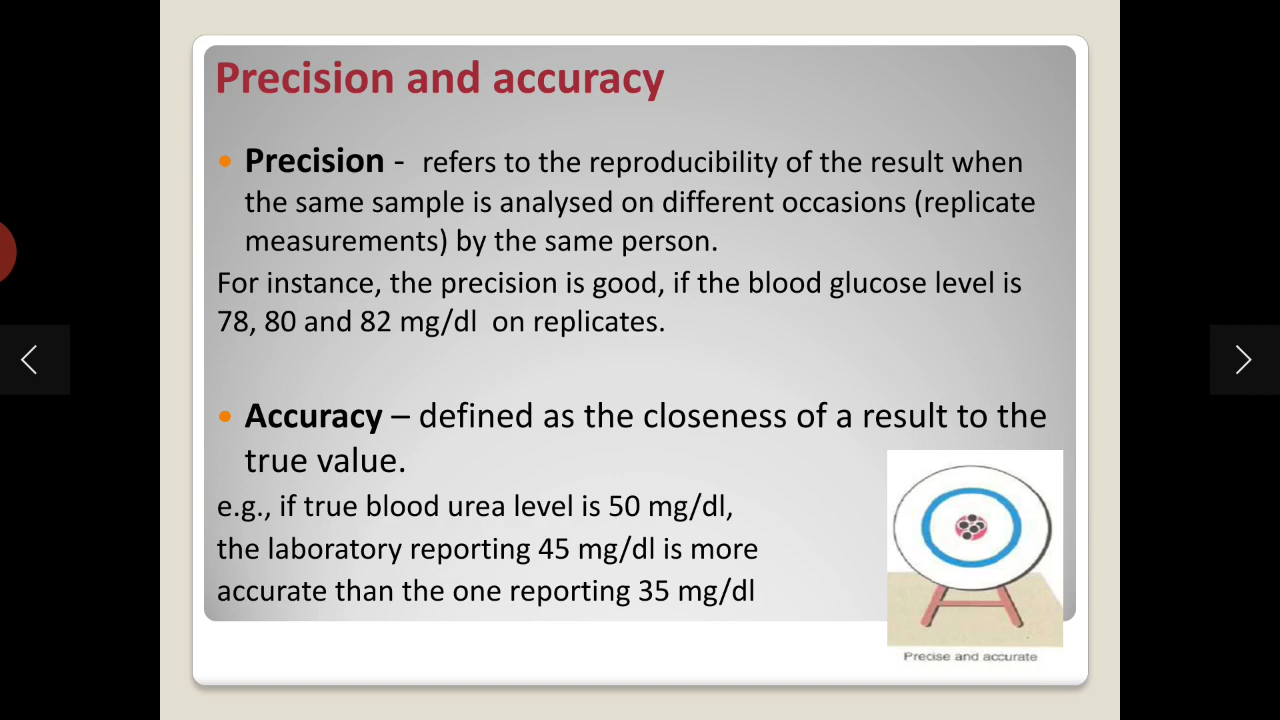 Precision and accuracy
Precision - refers to the reproducibility of the result when
the same sample is analysed on different occasions (replicate
measurements) by the same person.
For instance, the precision is good, if the blood glucose level is
78, 80 and 82 mg/dl on replicates.
Accuracy – defined as the closeness of a result to the
true value.
e.g., if true blood urea level is 50 mg/dl,
the laboratory reporting 45 mg/dl is more
accurate than the one reporting 35 mg/dl
Precise and accurate